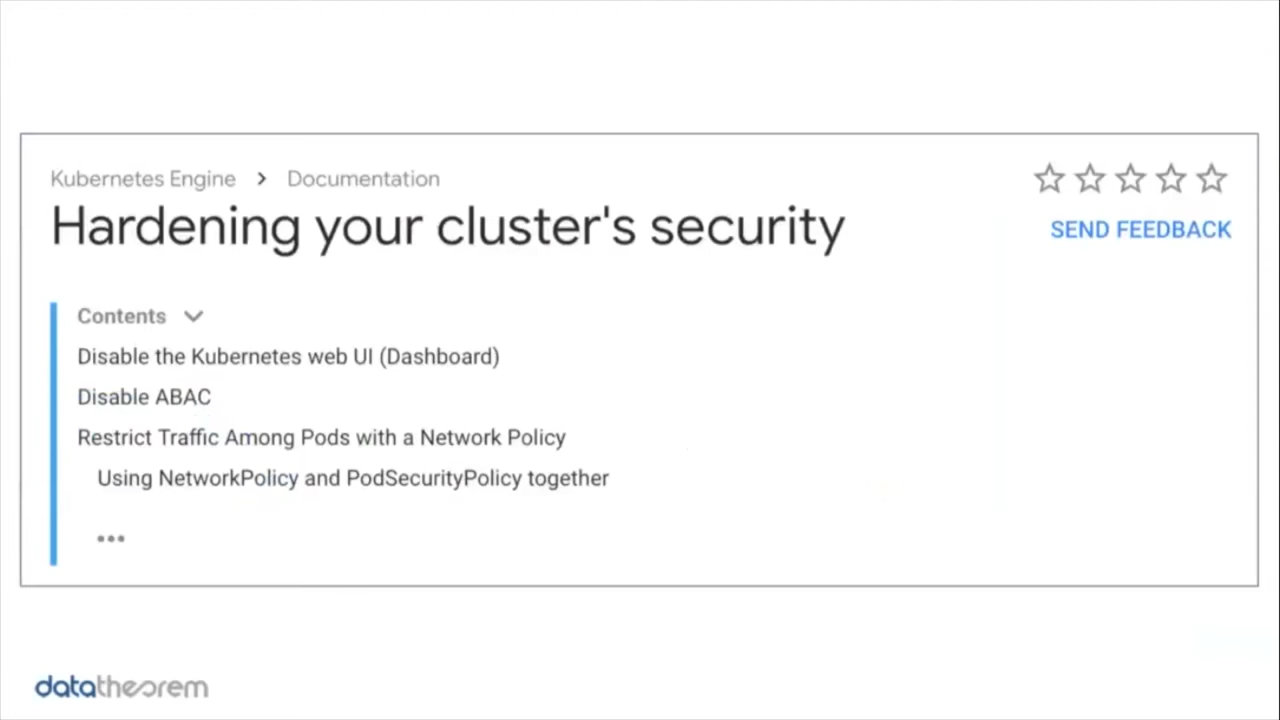 Kubernetes Engine > Documentation
Hardening your cluster's security
SEND FEEDBACK
Contents
Disable the Kubernetes web UI (Dashboard)
Disable ABAC
Restrict Traffic Among Pods with a Network Policy
Using NetworkPolicy and PodSecurityPolicy together
•••
datatheorem